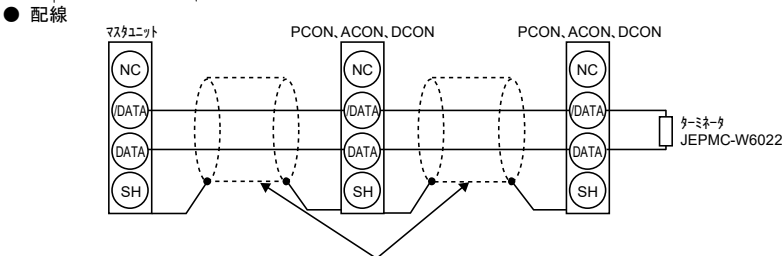 ● 配線
ﾏｽﾀﾕﾆｯﾄ
PCON、ACON、DCON
PCON、ACON、DCON
NC
NC
NC
/DATA
/DATA
/DATA
ﾀｰﾐﾈｰﾀ
JEPMC-W6022
DATA
DATA
DATA
SH
SH
SH